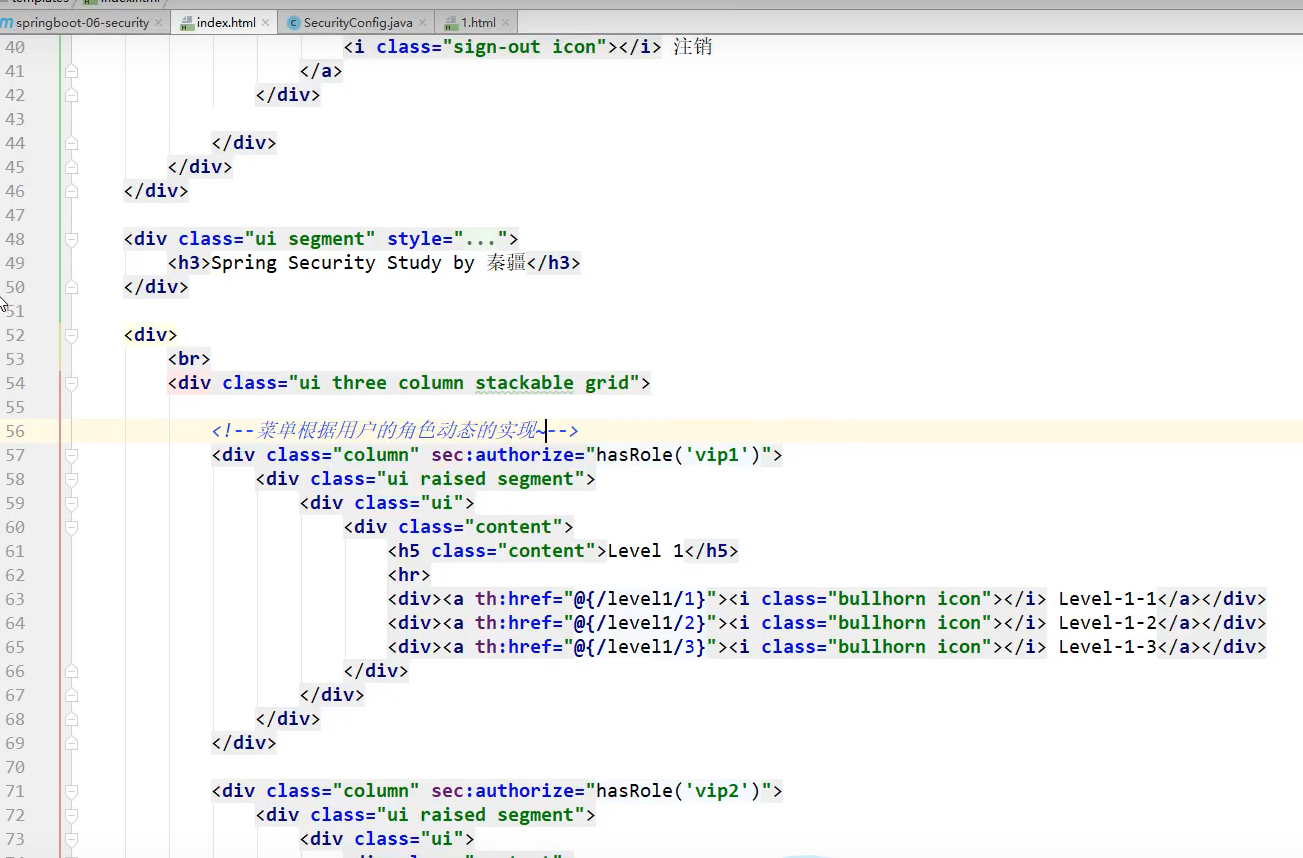 templates index.html
springboot-06-security index.html SecurityConfig.java 1.html
40 <i class="sign-out icon"></i> 注销
41 </a>
42 </div>
43
44 </div>
45 </div>
46 </div>
47
48 <div class="ui segment" style="...">
49 <h3>Spring Security Study by 秦疆</h3>
50 </div>
51
52 <div>
53 <br>
54 <div class="ui three column stackable grid">
55
56 <!--菜单根据用户的角色动态的实现~-->
57 <div class="column" sec:authorize="hasRole('vip1')">
58 <div class="ui raised segment">
59 <div class="ui">
60 <div class="content">
61 <h5 class="content">Level 1</h5>
62 <hr>
63 <div><a th:href="@{/level1/1}"><i class="bullhorn icon"></i> Level-1-1</a></div>
64 <div><a th:href="@{/level1/2}"><i class="bullhorn icon"></i> Level-1-2</a></div>
65 <div><a th:href="@{/level1/3}"><i class="bullhorn icon"></i> Level-1-3</a></div>
66 </div>
67 </div>
68 </div>
69 </div>
70
71 <div class="column" sec:authorize="hasRole('vip2')">
72 <div class="ui raised segment">
73 <div class="ui">